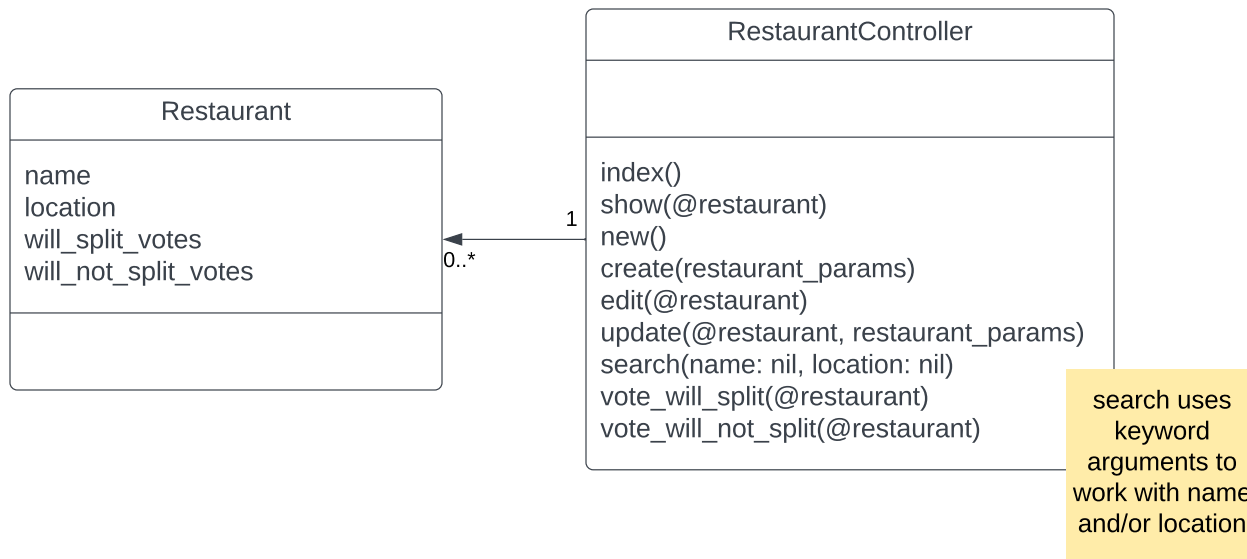 Restaurant
name
location
will_split_votes
will_not_split_votes
1
0..*
RestaurantController
index()
show(@restaurant)
new()
create(restaurant_params)
edit(@restaurant)
update(@restaurant, restaurant_params)
search(name: nil, location: nil)
vote_will_split(@restaurant)
vote_will_not_split(@restaurant)
search uses
keyword
arguments to
work with name
and/or location